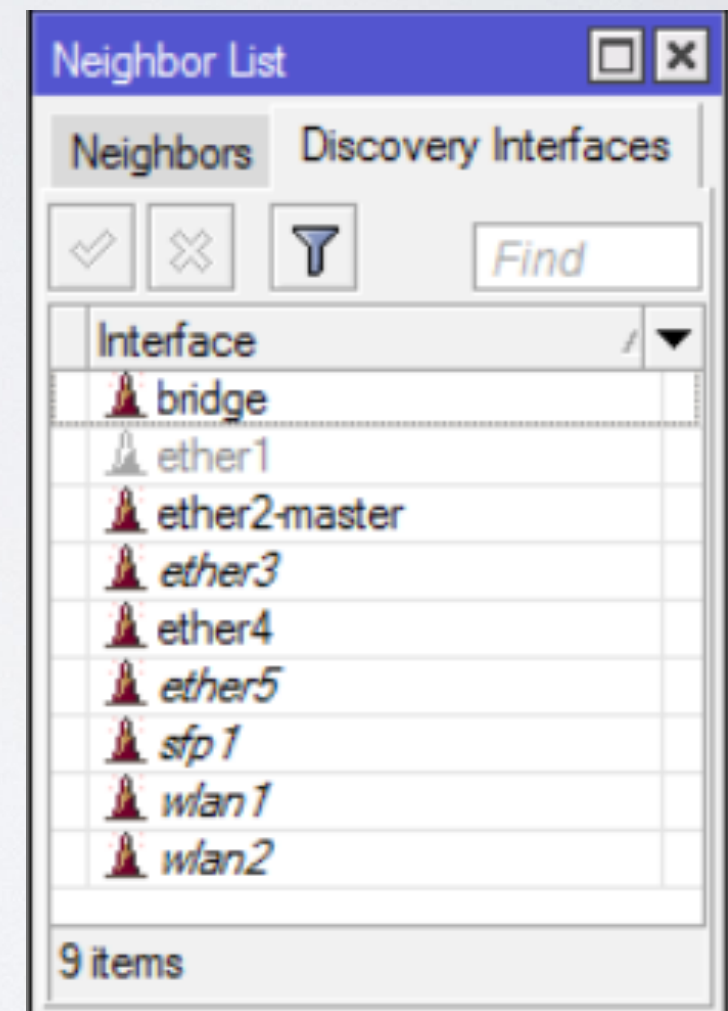 Neighbor List
Neighbors Discovery Interfaces
Find
Interface
bridge
ether1
ether2-master
ether3
ether4
ether5
sfp1
wlan1
wlan2
9 items